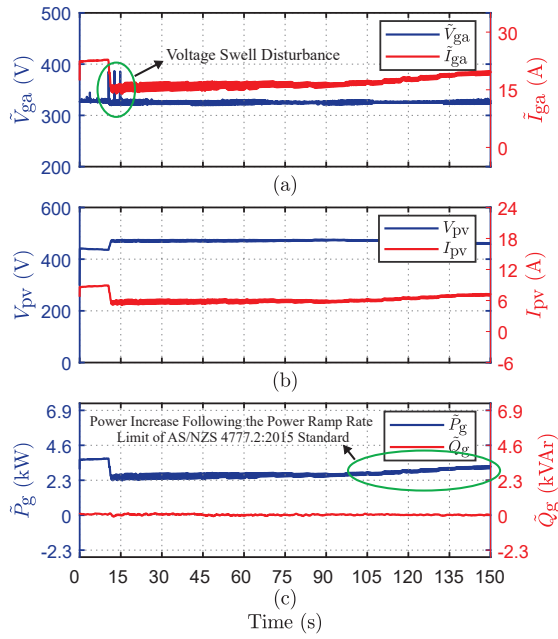 500
400
300
200
Ṽga (V)
Voltage Swell Disturbance
Ṽga
Ĩga
30
15
0
Ĩga (A)
(a)
600
400
200
0
Vpv (V)
Vpv
Ipv
24
18
12
6
0
-6
Ipv (A)
(b)
6.9
4.6
2.3
0
-2.3
P̃g (kW)
Power Increase Following the Power Ramp Rate
Limit of AS/NZS 4777.2:2015 Standard
P̃g
Q̃g
6.9
4.6
2.3
0
-2.3
Q̃g (kVAr)
0 15 30 45 60 75 90 105 120 135 150
(c)
Time (s)